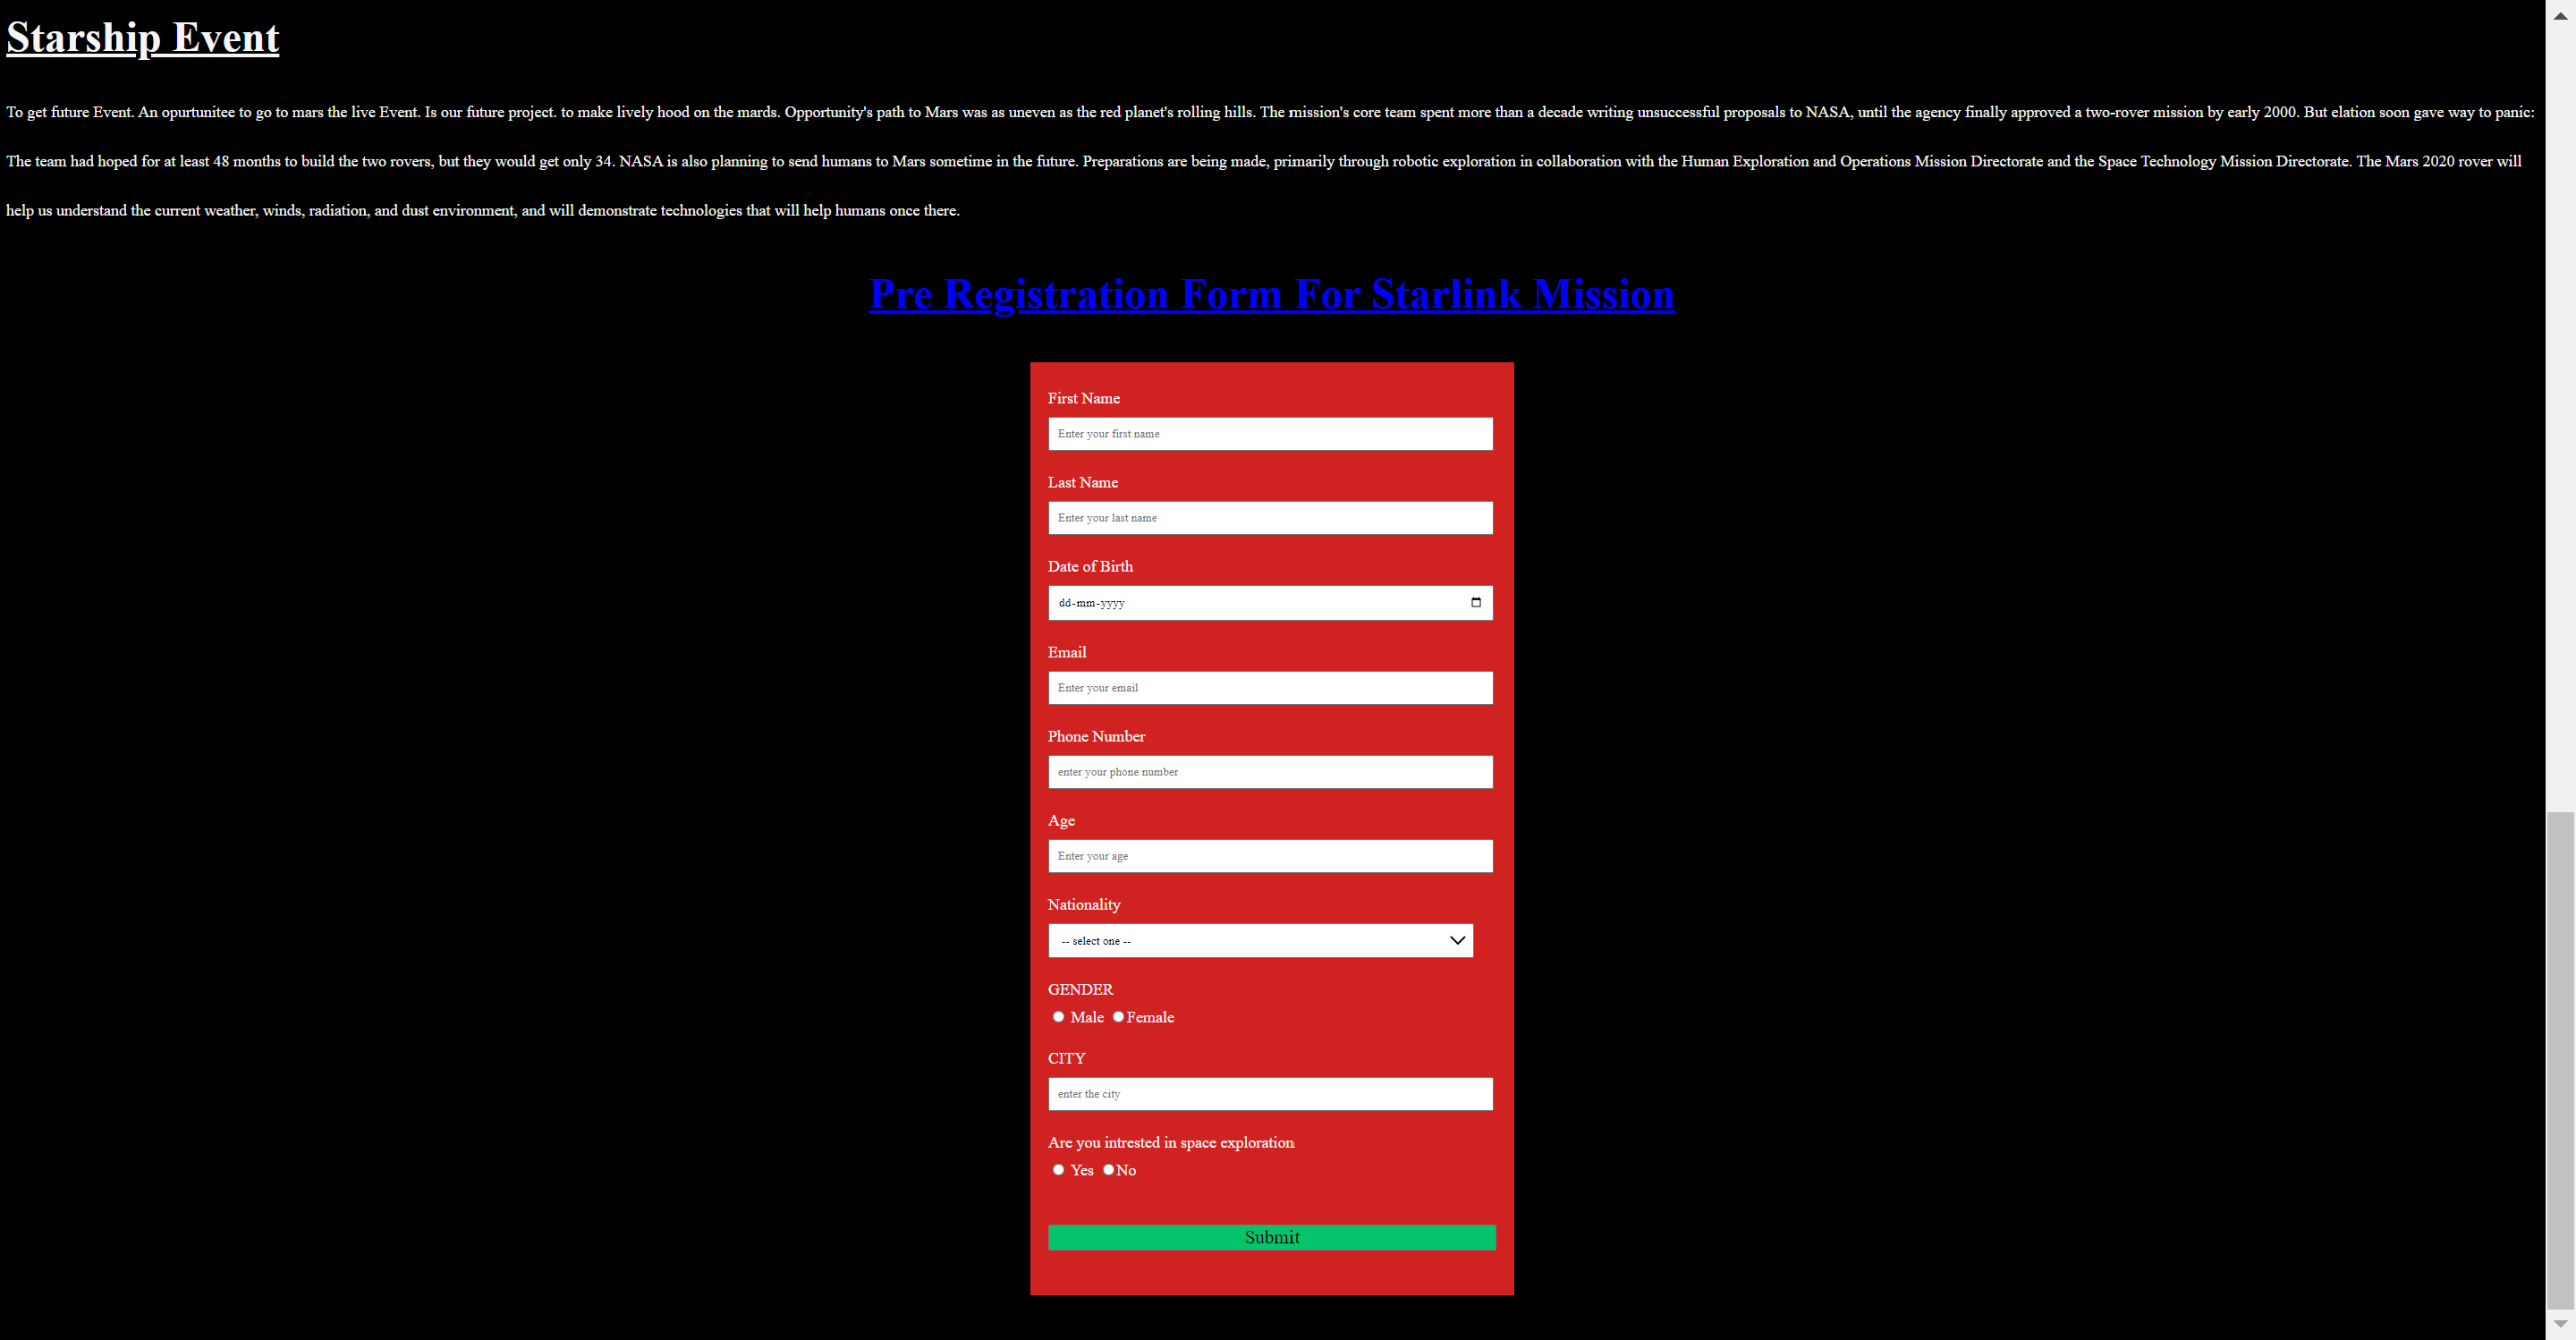 Starship Event
To get future Event. An opurtunitee to go to mars the live Event. Is our future project. to make lively hood on the mards. Opportunity's path to Mars was as uneven as the red planet's rolling hills. The mission's core team spent more than a decade writing unsuccessful proposals to NASA, until the agency finally approved a two-rover mission by early 2000. But elation soon gave way to panic:
The team had hoped for at least 48 months to build the two rovers, but they would get only 34. NASA is also planning to send humans to Mars sometime in the future. Preparations are being made, primarily through robotic exploration in collaboration with the Human Exploration and Operations Mission Directorate and the Space Technology Mission Directorate. The Mars 2020 rover will
help us understand the current weather, winds, radiation, and dust environment, and will demonstrate technologies that will help humans once there.
Pre Registration Form For Starlink Mission
First Name
Enter your first name
Last Name
Enter your last name
Date of Birth
dd-mm-yyyy
Email
Enter your email
Phone Number
enter your phone number
Age
Enter your age
Nationality
-- select one --
GENDER
Male Female
CITY
enter the city
Are you intrested in space exploration
Yes No
Submit